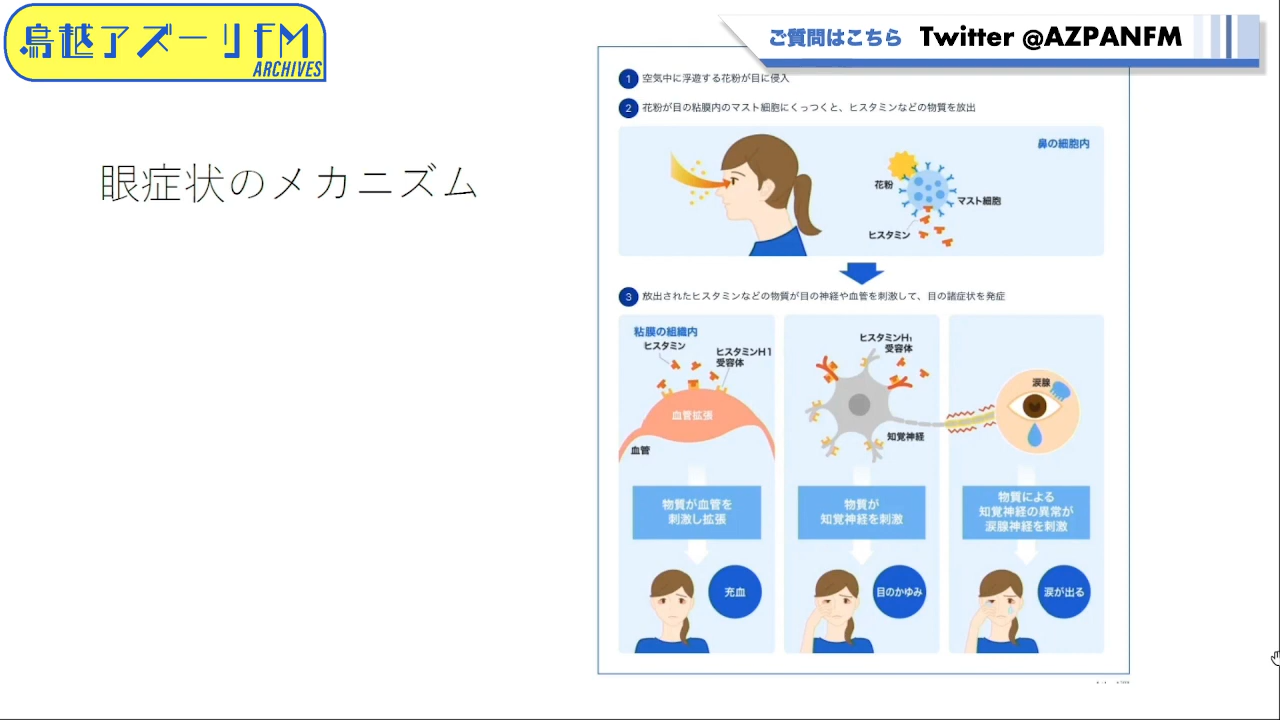 鳥越アズーリFM
ARCHIVES
ご質問はこちら Twitter @AZPANFM
眼症状のメカニズム
1 空気中に浮遊する花粉が目に侵入
2 花粉が目の粘膜内のマスト細胞にくっつくと、ヒスタミンなどの物質を放出
鼻の細胞内
花粉
マスト細胞
ヒスタミン
3 放出されたヒスタミンなどの物質が目の神経や血管を刺激して、目の諸症状を発症
粘膜の組織内
ヒスタミン
ヒスタミンH1
受容体
血管拡張
血管
物質が血管を
刺激し拡張
充血
ヒスタミンH₁
受容体
知覚神経
物質が
知覚神経を刺激
目のかゆみ
涙腺
物質による
知覚神経の異常が
涙腺神経を刺激
涙が出る